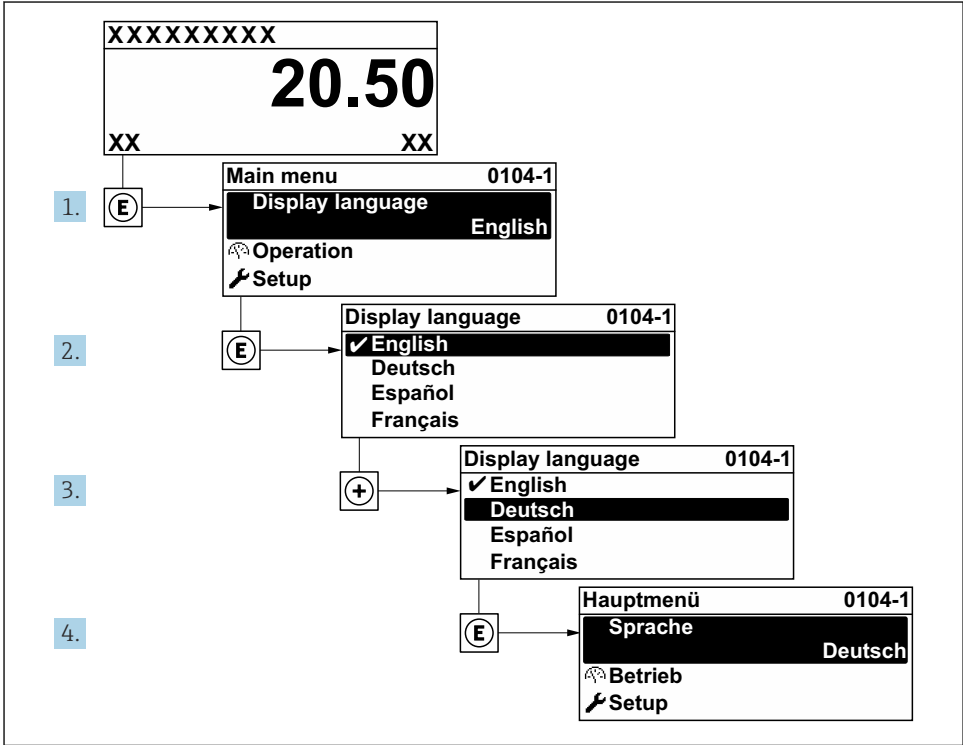 XXXXXXXXX
20.50
XX XX
Main menu 0104-1
1. E Display language
English
Operation
Setup
Display language 0104-1
2. E ✔ English
Deutsch
Español
Français
Display language 0104-1
3. + ✔ English
Deutsch
Español
Français
Hauptmenü 0104-1
4. E Sprache
Deutsch
Betrieb
Setup